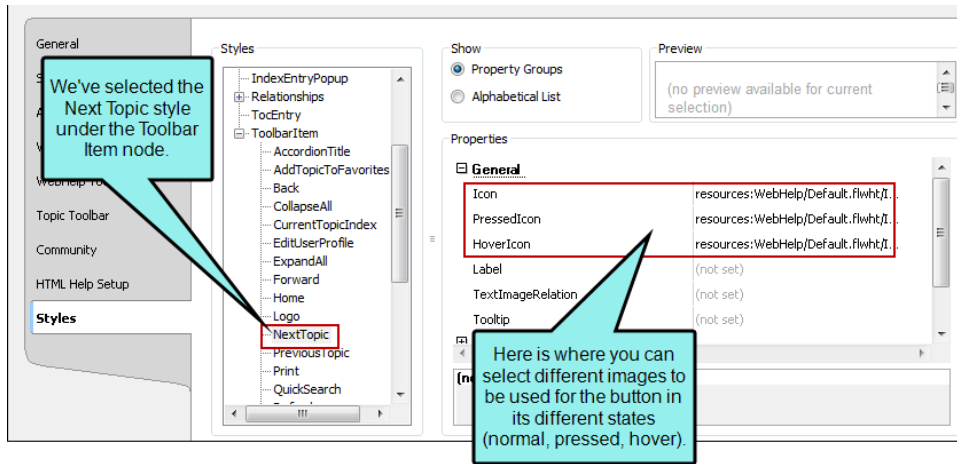 General
Styles
Show
Preview
We've selected the
Next Topic style
under the Toolbar
Item node.
IndexEntryPopup
Relationships
TocEntry
ToolbarItem
AccordionTitle
AddTopicToFavorites
Back
CollapseAll
CurrentTopicIndex
EditUserProfile
ExpandAll
Forward
Home
Logo
NextTopic
PreviousTopic
Print
QuickSearch
Property Groups
Alphabetical List
(no preview available for current
selection)
Properties
General
Icon resources:WebHelp/Default.flwht/I...
PressedIcon resources:WebHelp/Default.flwht/I...
HoverIcon resources:WebHelp/Default.flwht/I...
Label (not set)
TextImageRelation (not set)
Tooltip (not set)
Topic Toolbar
Community
HTML Help Setup
Styles
Here is where you can
select different images to
be used for the button in
its different states
(normal, pressed, hover).